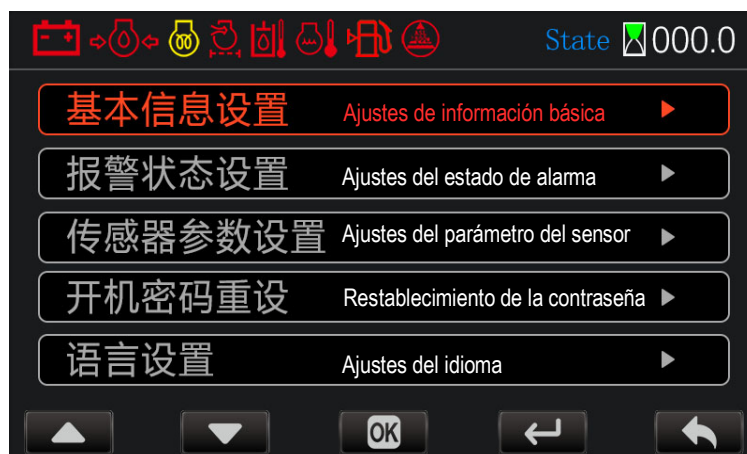 State 000.0
基本信息设置 Ajustes de información básica
报警状态设置 Ajustes del estado de alarma
传感器参数设置 Ajustes del parámetro del sensor
开机密码重设 Restablecimiento de la contraseña
语言设置 Ajustes del idioma
OK